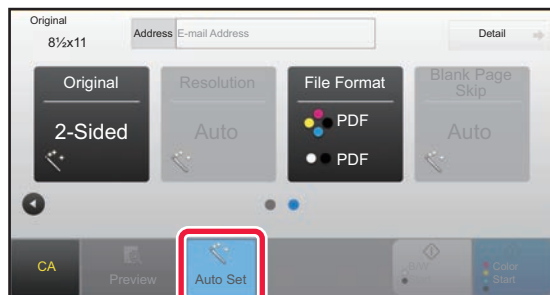 Original
8½x11
Address E-mail Address
Detail
Original
2-Sided
Resolution
Auto
File Format
PDF
PDF
Blank Page
Skip
Auto
CA
Preview
Auto Set
B/W
Start
Color
Start